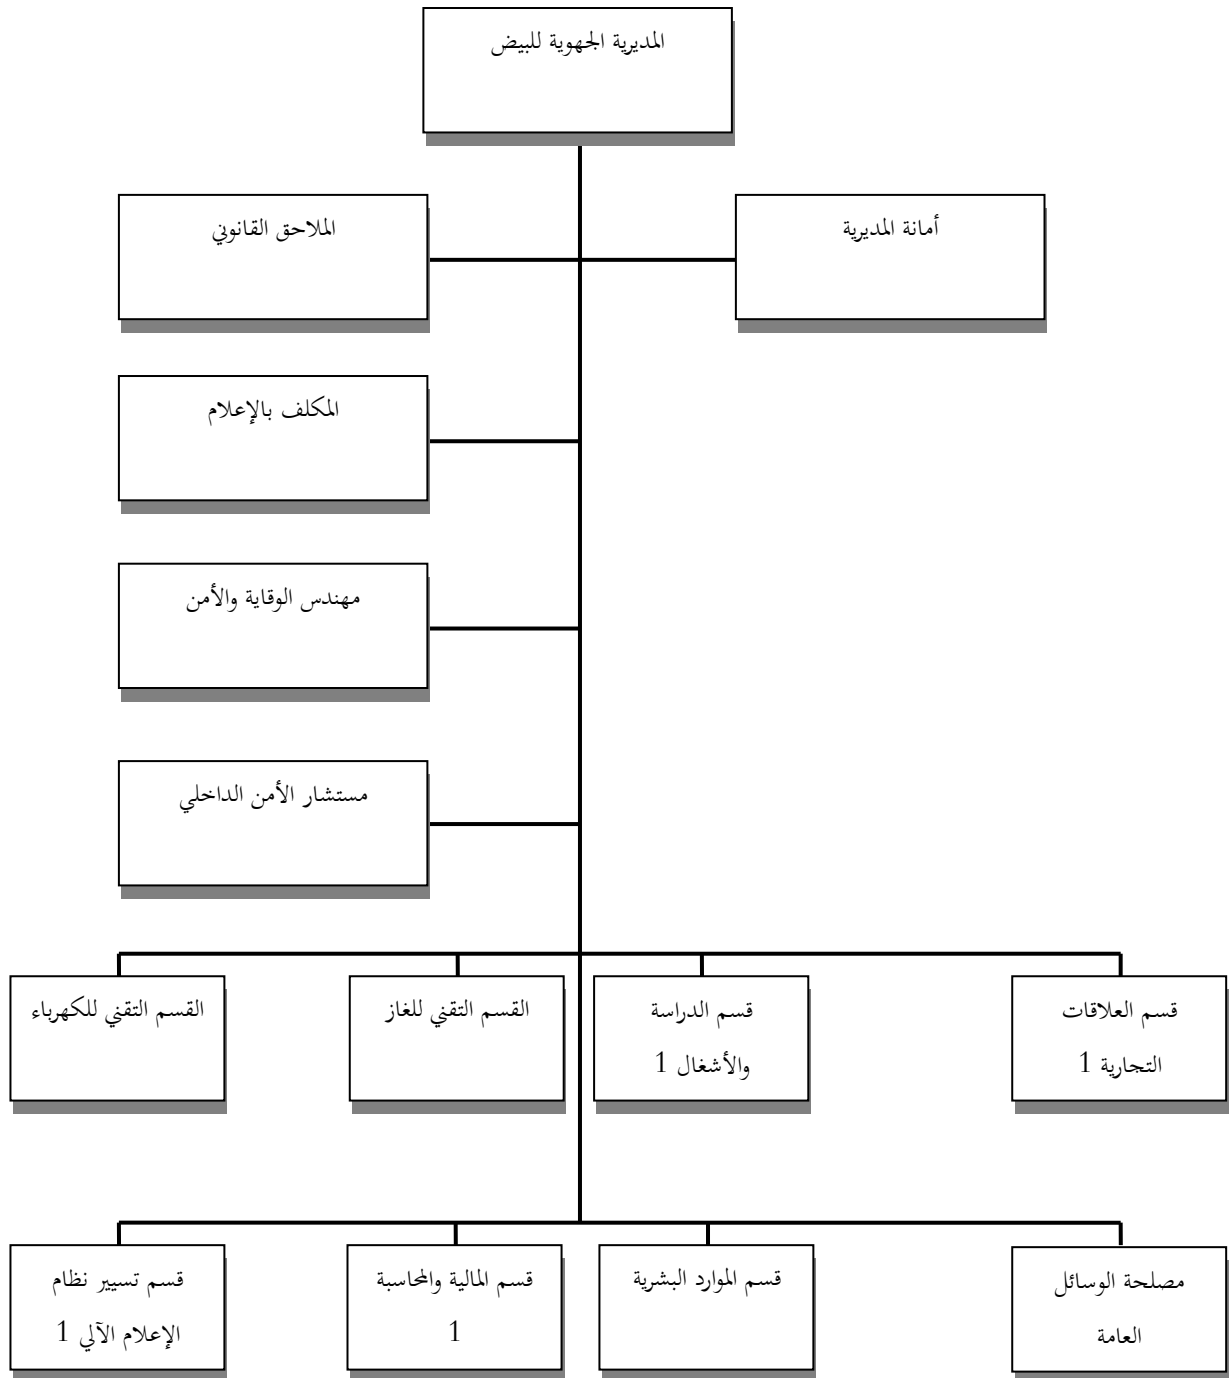 المديرية الجهوية للبيض
أمانة المديرية
الملاحق القانوني
المكلف بالإعلام
مهندس الوقاية والأمن
مستشار الأمن الداخلي
قسم العلاقات
التجارية 1
قسم الدراسة
والأشغال 1
القسم التقني للغاز
القسم التقني للكهرباء
مصلحة الوسائل
العامة
قسم الموارد البشرية
قسم المالية والمحاسبة
1
قسم تسيير نظام
الإعلام الآلي 1